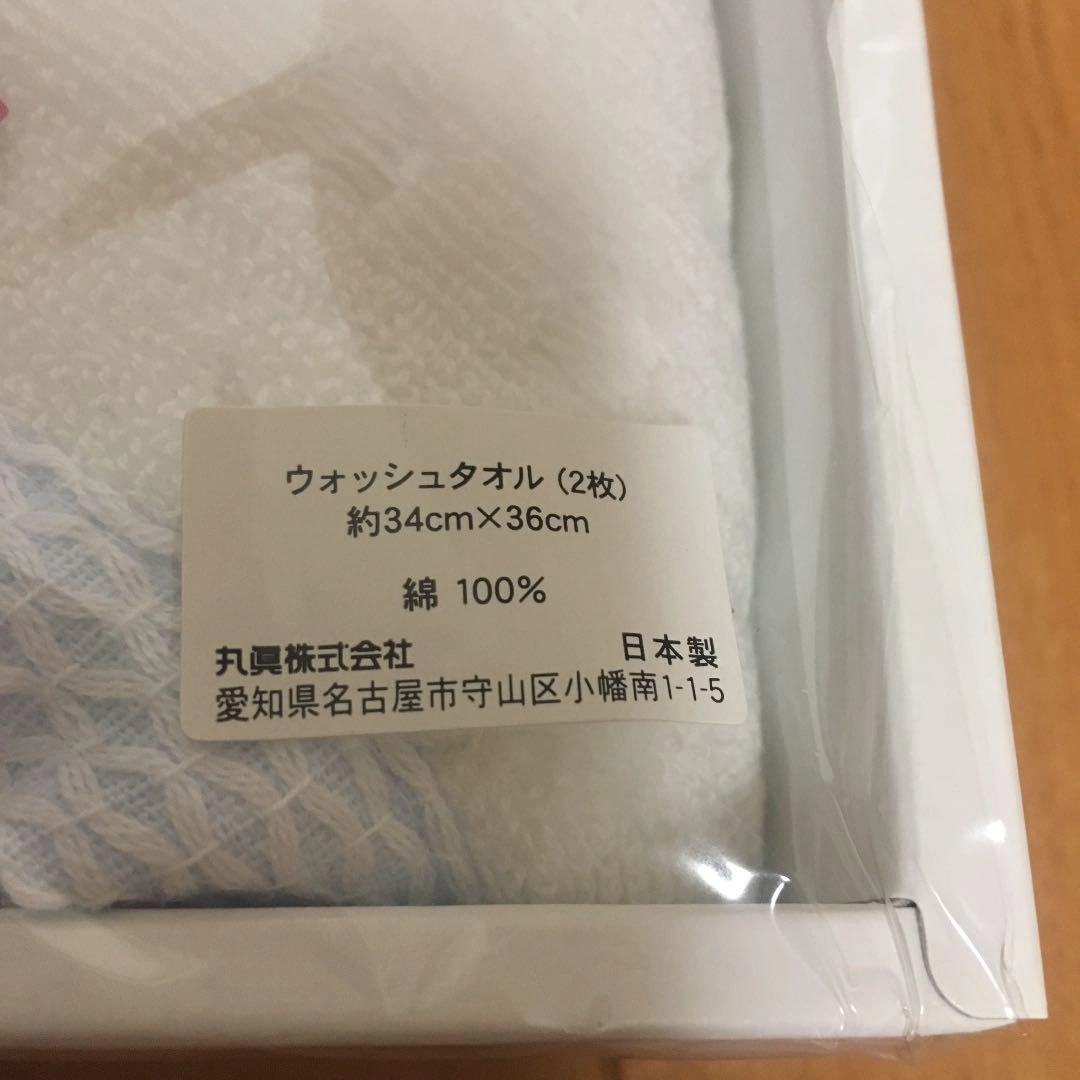 ウォッシュタオル（2枚）
約34cm×36cm
綿 100%
丸眞株式会社 日本製
愛知県名古屋市守山区小幡南1-1-5